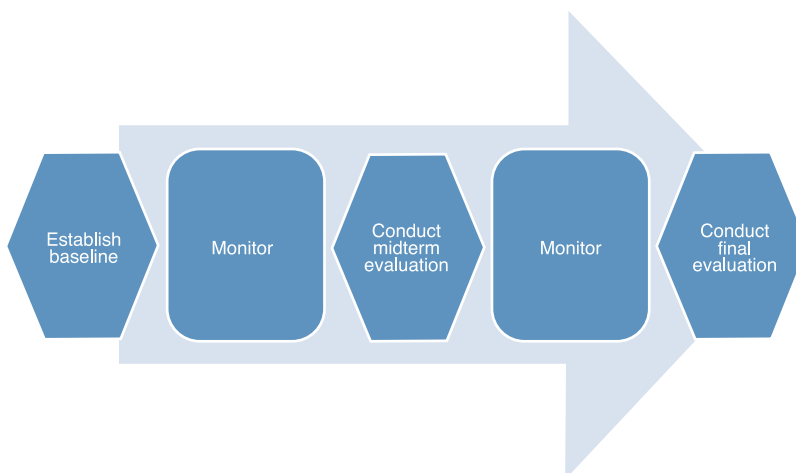 Establish
baseline
Monitor
Conduct
midterm
evaluation
Monitor
Conduct
final
evaluation